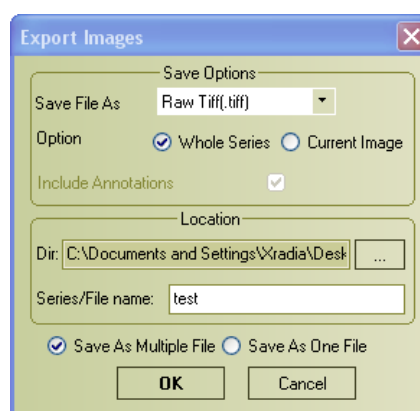 Export Images
Save Options
Save File As Raw Tiff(.tiff)
Option Whole Series Current Image
Include Annotations
Location
Dir: C:\Documents and Settings\Xradia\Desk ...
Series/File name: test
Save As Multiple File Save As One File
OK Cancel